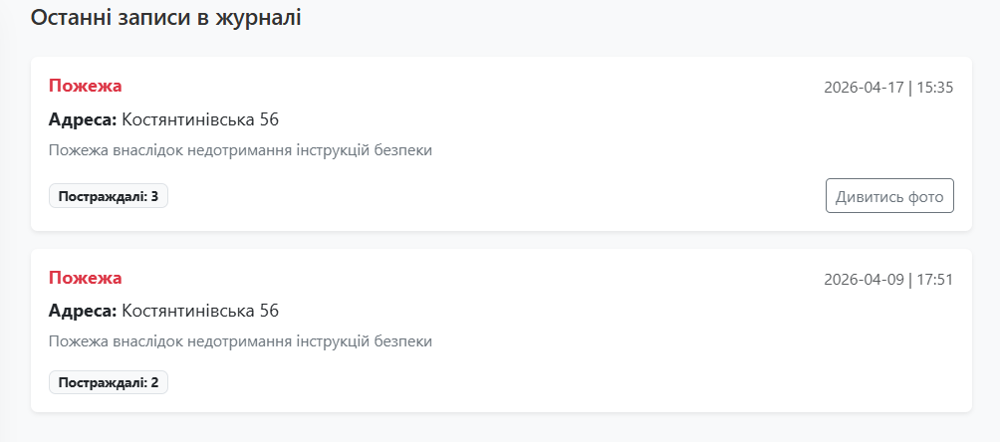 Останні записи в журналі
Пожежа
2026-04-17 | 15:35
Адреса: Костянтинівська 56
Пожежа внаслідок недотримання інструкцій безпеки
Постраждалі: 3
Дивитись фото
Пожежа
2026-04-09 | 17:51
Адреса: Костянтинівська 56
Пожежа внаслідок недотримання інструкцій безпеки
Постраждалі: 2